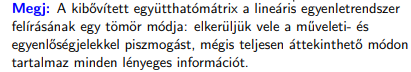 Megj: A kibővített együtthatómátrix a lineáris egyenletrendszer
felírásának egy tömör módja: elkerüljük vele a műveleti- és
egyenlőségjelekkel piszmogást, mégis teljesen áttekinthető módon
tartalmaz minden lényeges információt.